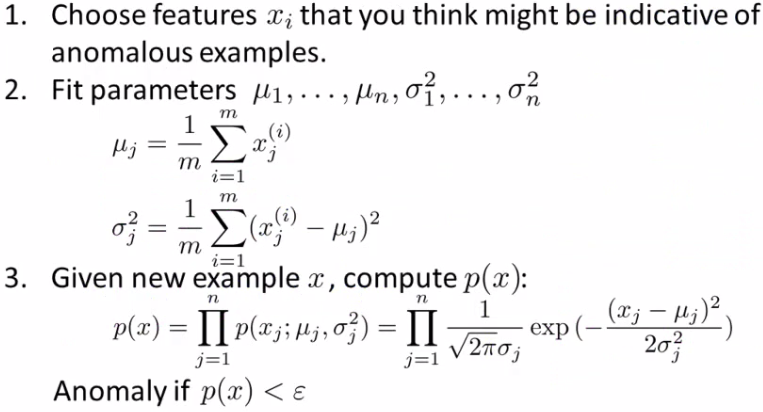 1. Choose features $x_i$ that you think might be indicative of
anomalous examples.
2. Fit parameters $\mu_1, \ldots, \mu_n, \sigma_1^2, \ldots, \sigma_n^2$
$\mu_j = \frac{1}{m} \sum_{i=1}^{m} x_j^{(i)}$
$\sigma_j^2 = \frac{1}{m} \sum_{i=1}^{m} (x_j^{(i)} - \mu_j)^2$
3. Given new example $x$, compute $p(x)$:
$p(x) = \prod_{j=1}^{n} p(x_j; \mu_j, \sigma_j^2) = \prod_{j=1}^{n} \frac{1}{\sqrt{2\pi}\sigma_j} \exp\left(-\frac{(x_j - \mu_j)^2}{2\sigma_j^2}\right)$
Anomaly if $p(x) < \varepsilon$